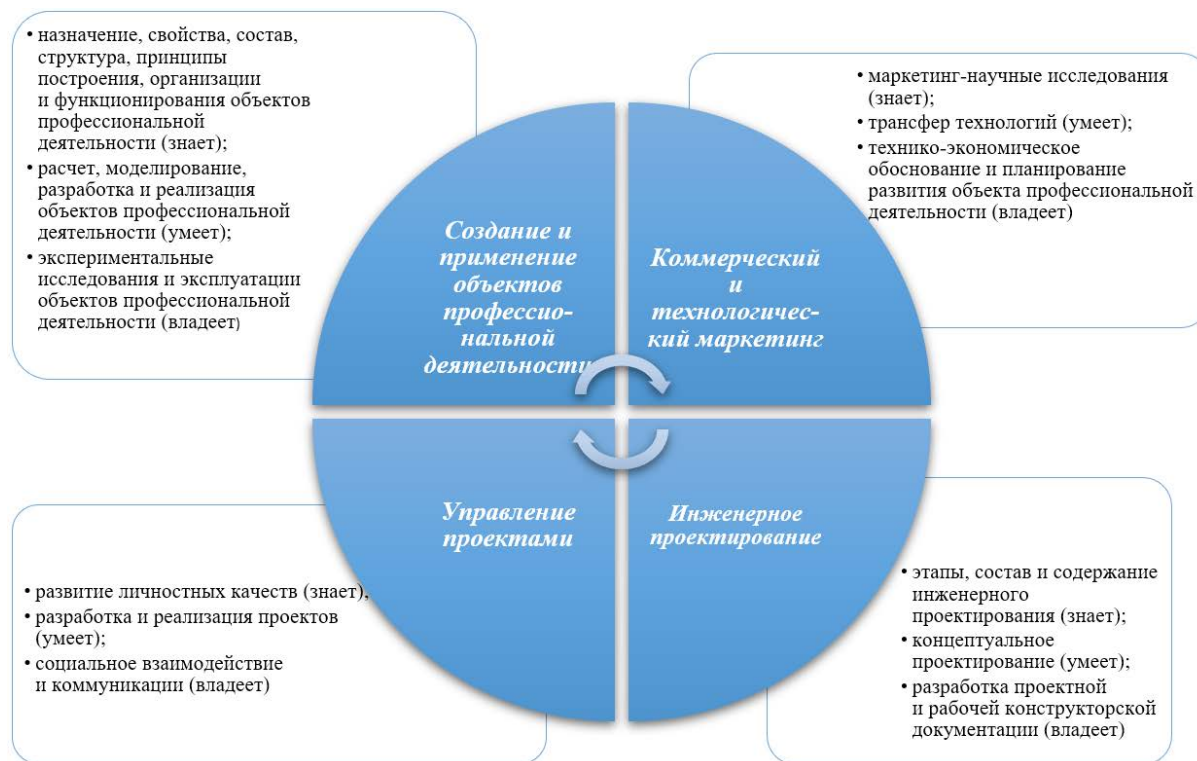 • назначение, свойства, состав,
структура, принципы
построения, организации
и функционирования объектов
профессиональной
деятельности (знает);
• расчет, моделирование,
разработка и реализация
объектов профессиональной
деятельности (умеет);
• экспериментальные
исследования и эксплуатации
объектов профессиональной
деятельности (владеет)
• маркетинг-научные исследования
(знает);
• трансфер технологий (умеет);
• технико-экономическое
обоснование и планирование
развития объекта профессиональной
деятельности (владеет)
Создание и
применение
объектов
професcио-
нальной
деятельности
Коммерческий
и
технологичес-
кий маркетинг
Управление
проектами
Инженерное
проектирование
• развитие личностных качеств (знает);
• разработка и реализация проектов
(умеет);
• социальное взаимодействие
и коммуникации (владеет)
• этапы, состав и содержание
инженерного
проектирования (знает);
• концептуальное
проектирование (умеет);
• разработка проектной
и рабочей конструкторской
документации (владеет)